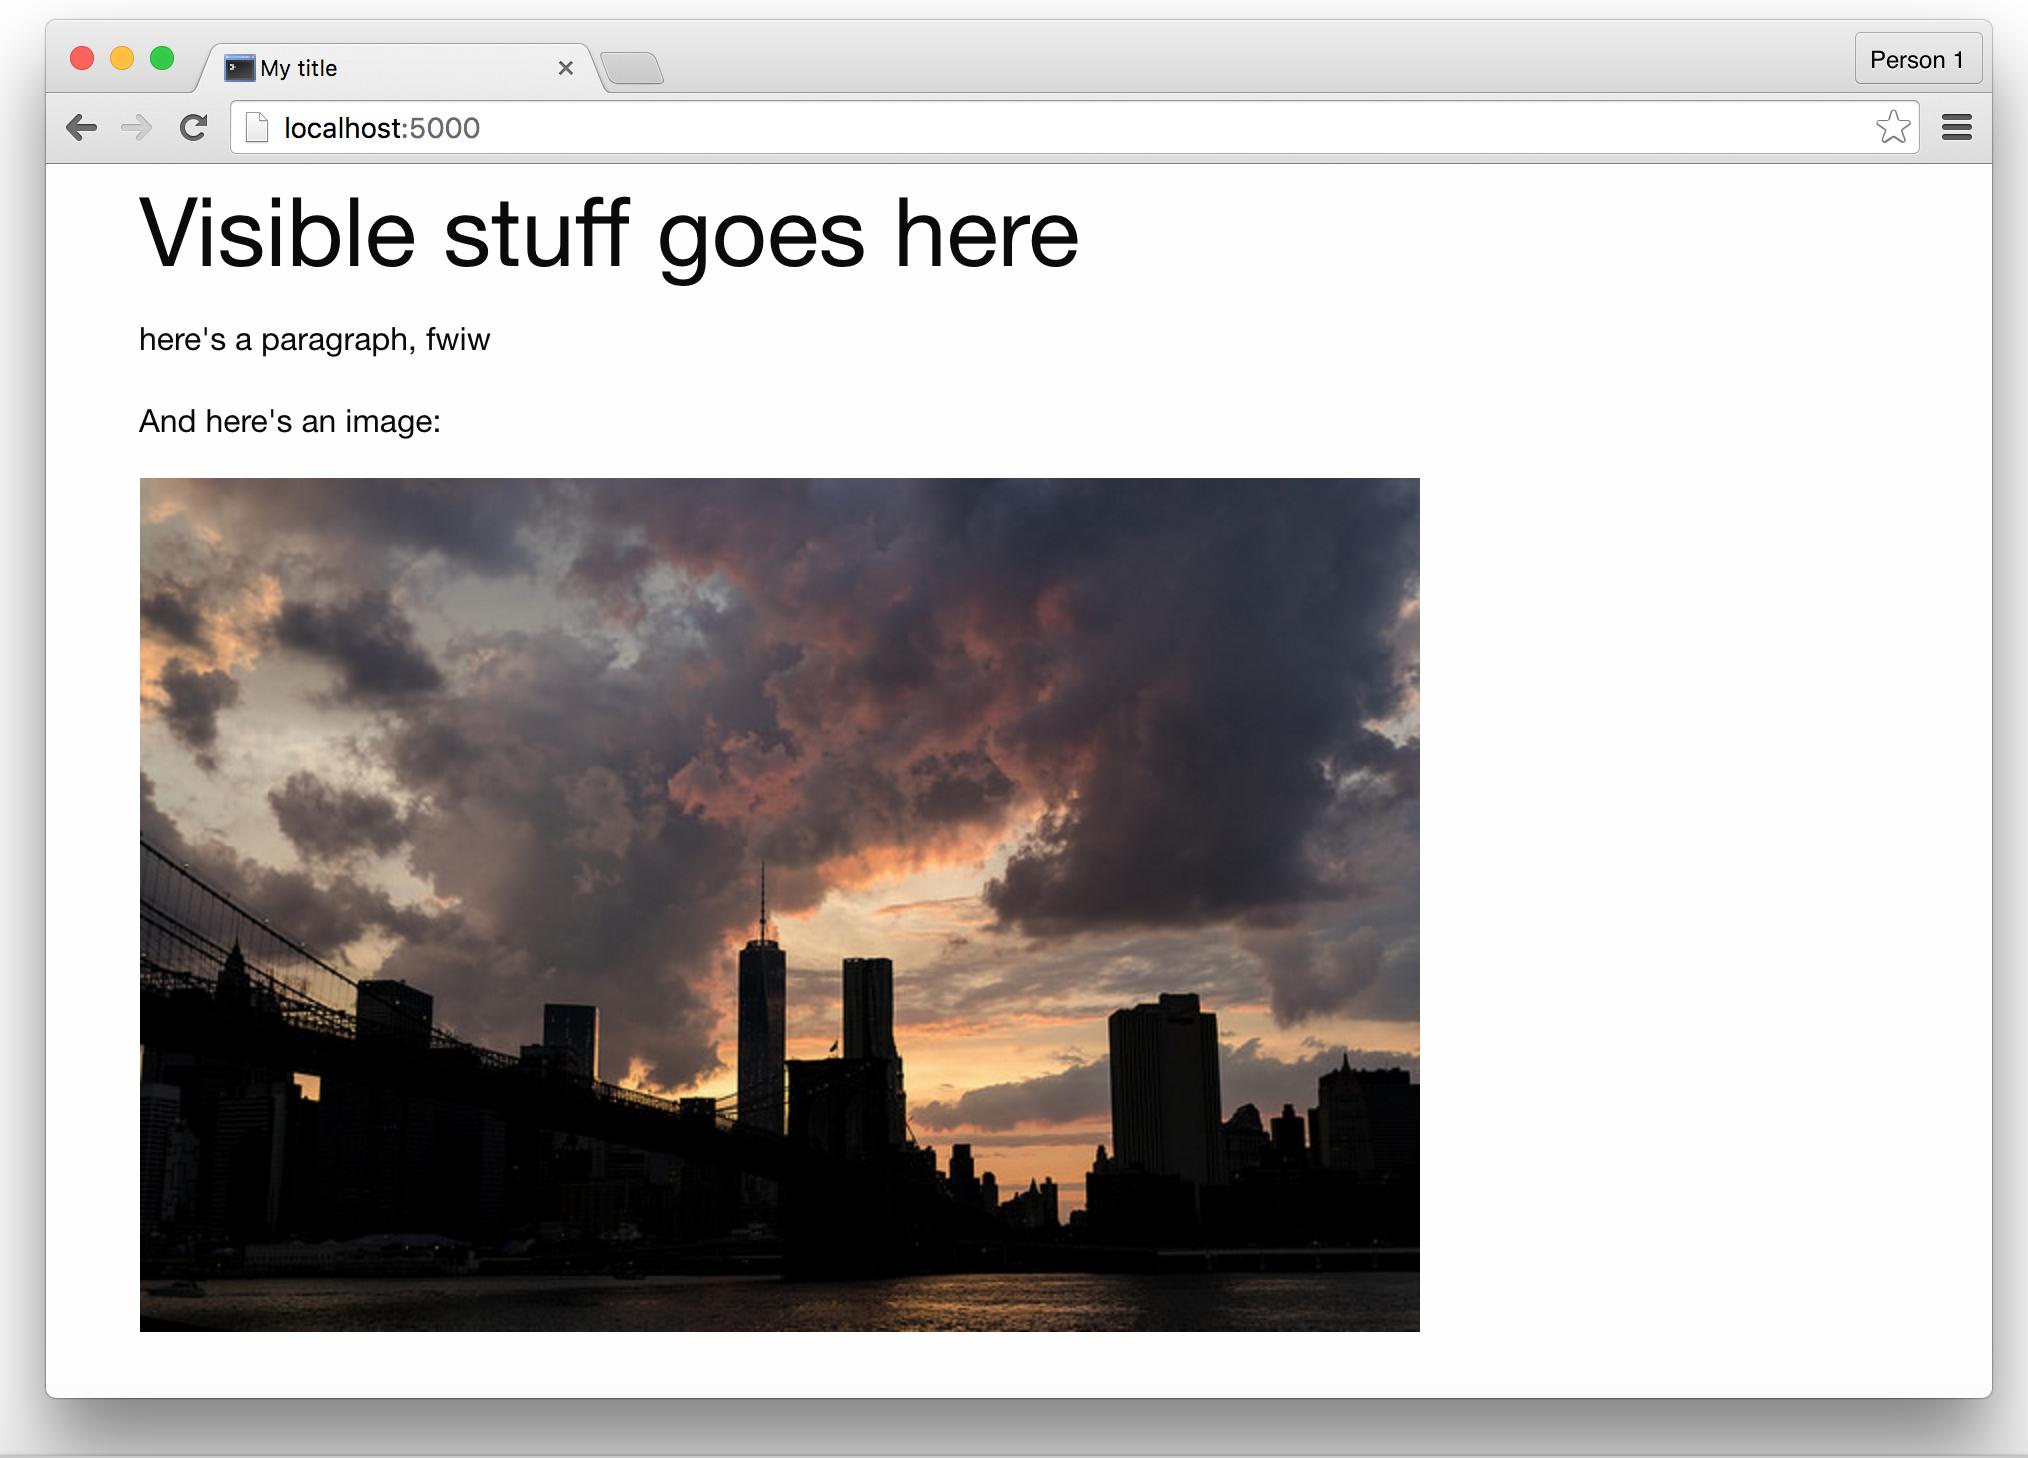 My title
Person 1
localhost:5000
Visible stuff goes here
here's a paragraph, fwiw
And here's an image: